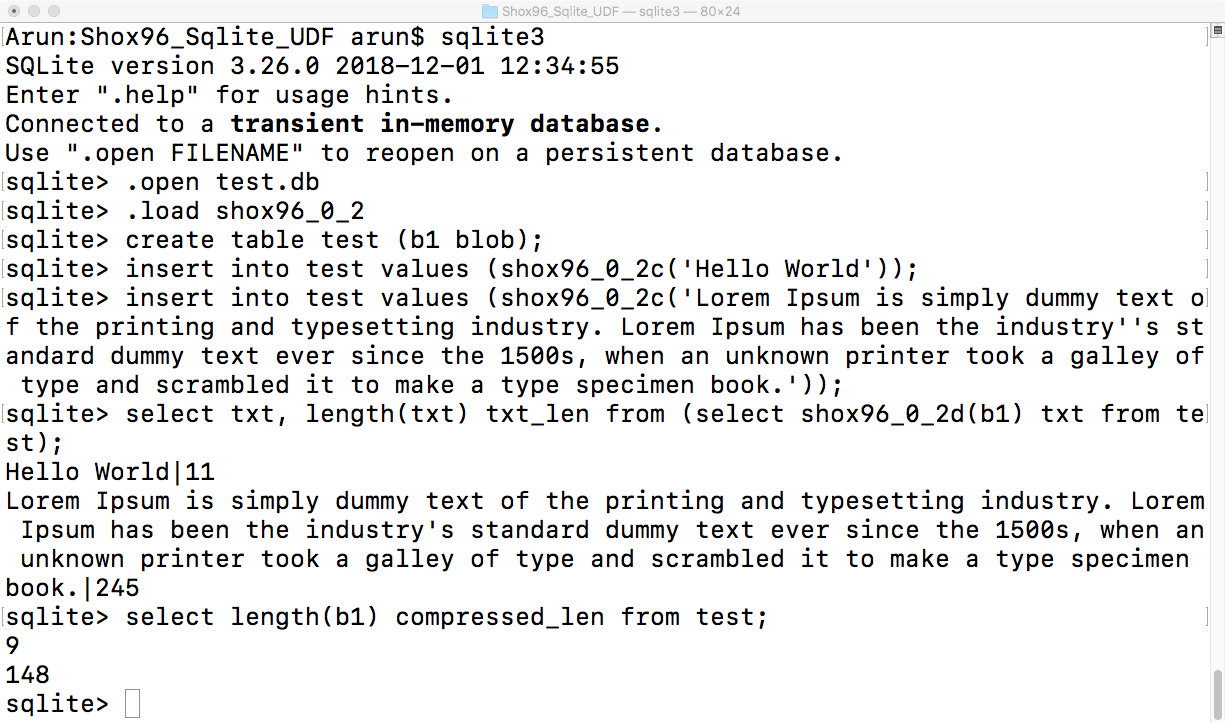 Shox96_Sqlite_UDF — sqlite3 — 80×24
Arun:Shox96_Sqlite_UDF arun$ sqlite3
SQLite version 3.26.0 2018-12-01 12:34:55
Enter ".help" for usage hints.
Connected to a transient in-memory database.
Use ".open FILENAME" to reopen on a persistent database.
sqlite> .open test.db
sqlite> .load shox96_0_2
sqlite> create table test (b1 blob);
sqlite> insert into test values (shox96_0_2c('Hello World'));
sqlite> insert into test values (shox96_0_2c('Lorem Ipsum is simply dummy text o
f the printing and typesetting industry. Lorem Ipsum has been the industry''s st
andard dummy text ever since the 1500s, when an unknown printer took a galley of
 type and scrambled it to make a type specimen book.'));
sqlite> select txt, length(txt) txt_len from (select shox96_0_2d(b1) txt from te
st);
Hello World|11
Lorem Ipsum is simply dummy text of the printing and typesetting industry. Lorem
 Ipsum has been the industry's standard dummy text ever since the 1500s, when an
 unknown printer took a galley of type and scrambled it to make a type specimen
book.|245
sqlite> select length(b1) compressed_len from test;
9
148
sqlite>